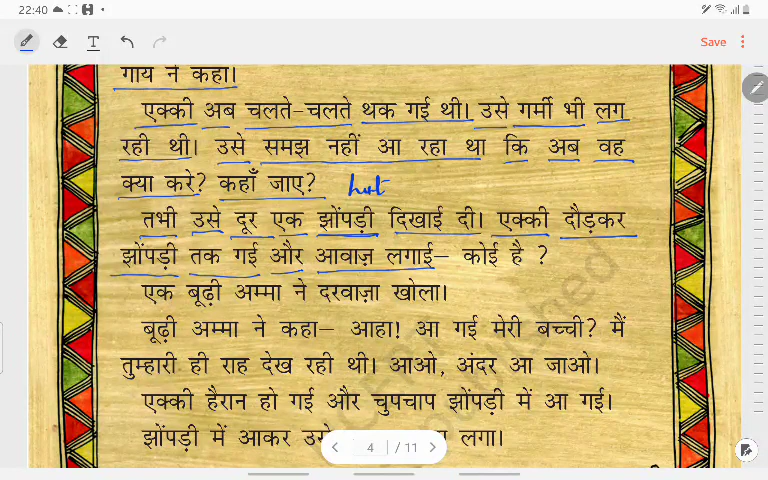 22:40
Save
गाय ने कहा।
एक्की अब चलते-चलते थक गई थी। उसे गर्मी भी लग
रही थी। उसे समझ नहीं आ रहा था कि अब वह
क्या करे? कहाँ जाए? hut
तभी उसे दूर एक झोंपड़ी दिखाई दी। एक्की दौड़कर
झोंपड़ी तक गई और आवाज़ लगाई– कोई है ?
एक बूढ़ी अम्मा ने दरवाज़ा खोला।
बूढ़ी अम्मा ने कहा– आहा! आ गई मेरी बच्ची? मैं
तुम्हारी ही राह देख रही थी। आओ, अंदर आ जाओ।
एक्की हैरान हो गई और चुपचाप झोंपड़ी में आ गई।
झोंपड़ी में आकर लगा।
4 / 11